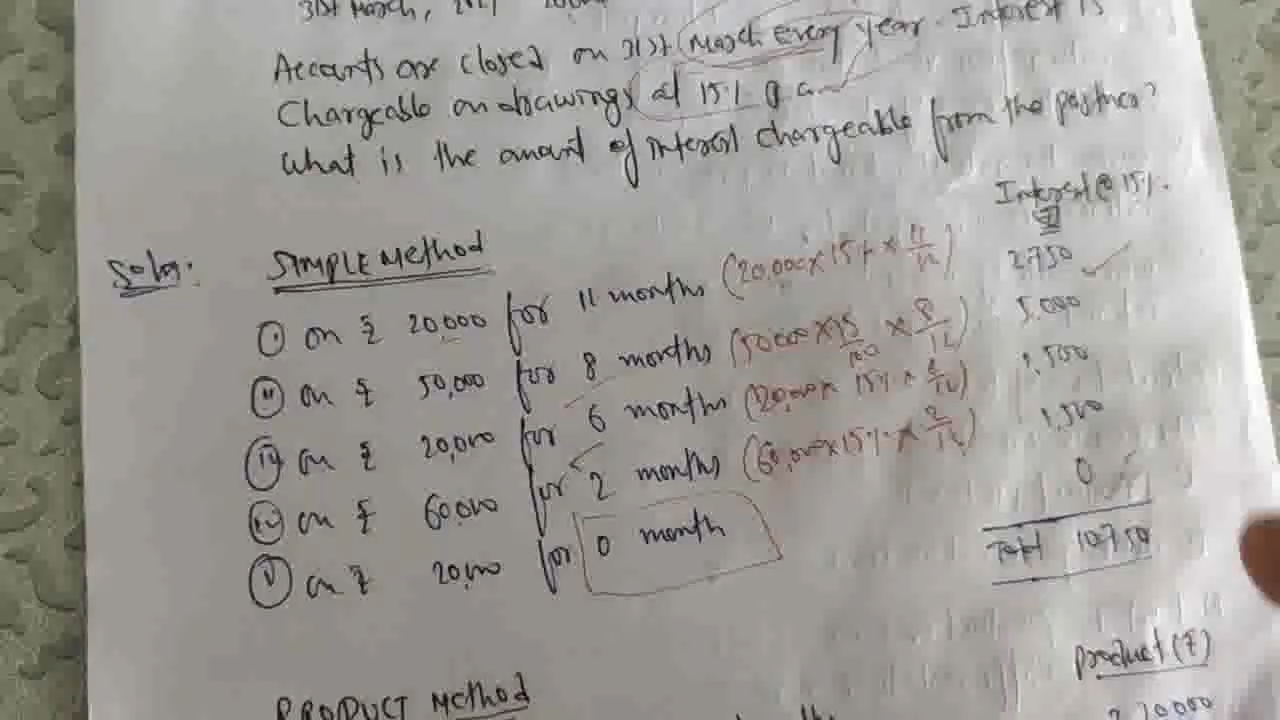 31st March, 2021
Accounts are closed on 31st March every year. Interest is
Chargeable on drawings at 15% p.a.
What is the amount of interest chargeable from the partner?
Interest @ 15%.
Soln:
SIMPLE Method
(i) on ₹ 20,000 for 11 months (20,000×15%×11/12) 2,750
(ii) on ₹ 50,000 for 8 months (50,000×15/100×8/12) 5,000
(iii) on ₹ 20,000 for 6 months (20,000×15%×6/12) 1,500
(iv) on ₹ 60,000 for 2 months (60,000×15%×2/12) 1,500
(v) on ₹ 20,000 for 0 month 0
Total 10750
PRODUCT Method
Product (₹)